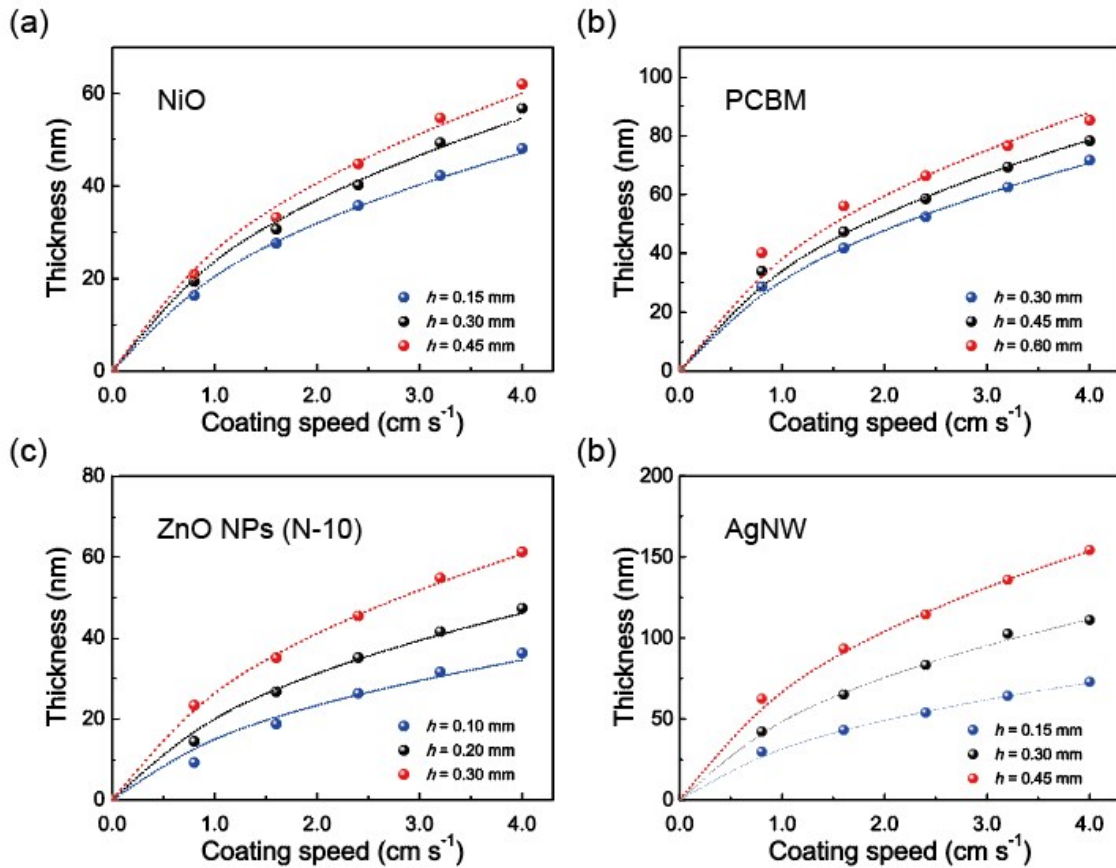 (a)
NiO
Thickness (nm)
60
40
20
0
h = 0.15 mm
h = 0.30 mm
h = 0.45 mm
0.0 1.0 2.0 3.0 4.0
Coating speed (cm s⁻¹)
(b)
PCBM
Thickness (nm)
100
80
60
40
20
0
h = 0.30 mm
h = 0.45 mm
h = 0.60 mm
0.0 1.0 2.0 3.0 4.0
Coating speed (cm s⁻¹)
(c)
ZnO NPs (N-10)
Thickness (nm)
80
60
40
20
0
h = 0.10 mm
h = 0.20 mm
h = 0.30 mm
0.0 1.0 2.0 3.0 4.0
Coating speed (cm s⁻¹)
(b)
AgNW
Thickness (nm)
200
150
100
50
0
h = 0.15 mm
h = 0.30 mm
h = 0.45 mm
0.0 1.0 2.0 3.0 4.0
Coating speed (cm s⁻¹)